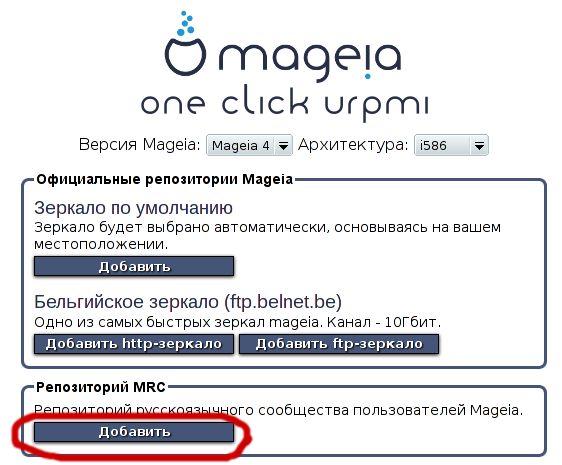 mageia
one click urpmi
Версия Mageia: Mageia 4 Архитектура: i586
Официальные репозитории Mageia
Зеркало по умолчанию
Зеркало будет выбрано автоматически, основываясь на вашем
местоположении.
Добавить
Бельгийское зеркало (ftp.belnet.be)
Одно из самых быстрых зеркал mageia. Канал - 10Гбит.
Добавить http-зеркало Добавить ftp-зеркало
Репозиторий MRC
Репозиторий русскоязычного сообщества пользователей Mageia.
Добавить